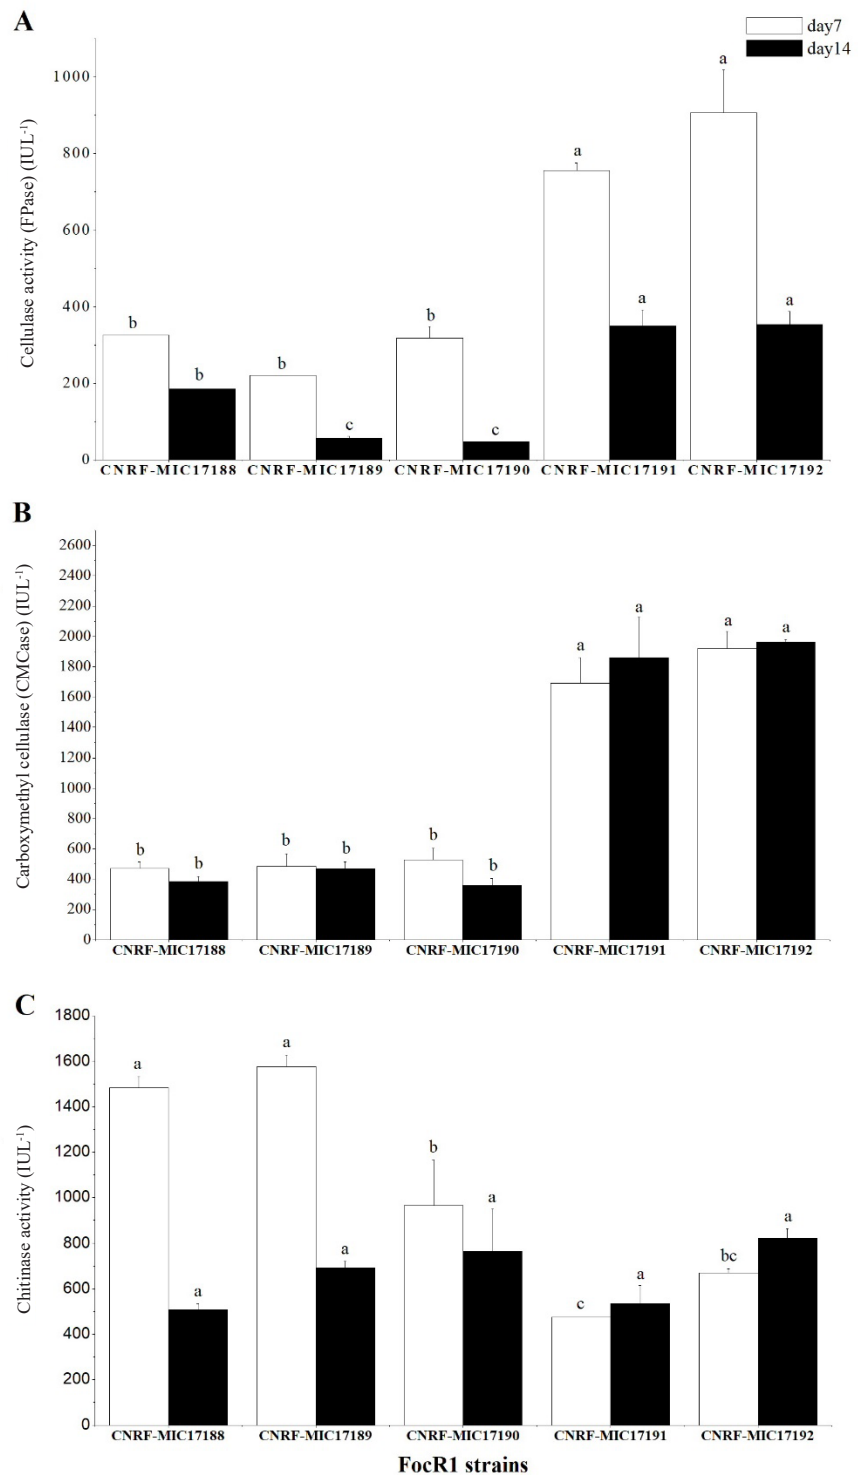 A
day7
day14
Cellulase activity (FPase) (IUL-1)
1000
800
600
400
200
0
b
b
b
c
b
c
a
a
a
a
CNRF-MIC17188 CNRF-MIC17189 CNRF-MIC17190 CNRF-MIC17191 CNRF-MIC17192
B
Carboxymethyl cellulase (CMCase) (IUL-1)
2600
2400
2200
2000
1800
1600
1400
1200
1000
800
600
400
200
0
b
b
b
b
b
b
a
a
a
a
CNRF-MIC17188 CNRF-MIC17189 CNRF-MIC17190 CNRF-MIC17191 CNRF-MIC17192
C
Chitinase activity (IUL-1)
1800
1600
1400
1200
1000
800
600
400
200
0
a
a
a
a
b
a
c
a
bc
a
CNRF-MIC17188 CNRF-MIC17189 CNRF-MIC17190 CNRF-MIC17191 CNRF-MIC17192
FocR1 strains